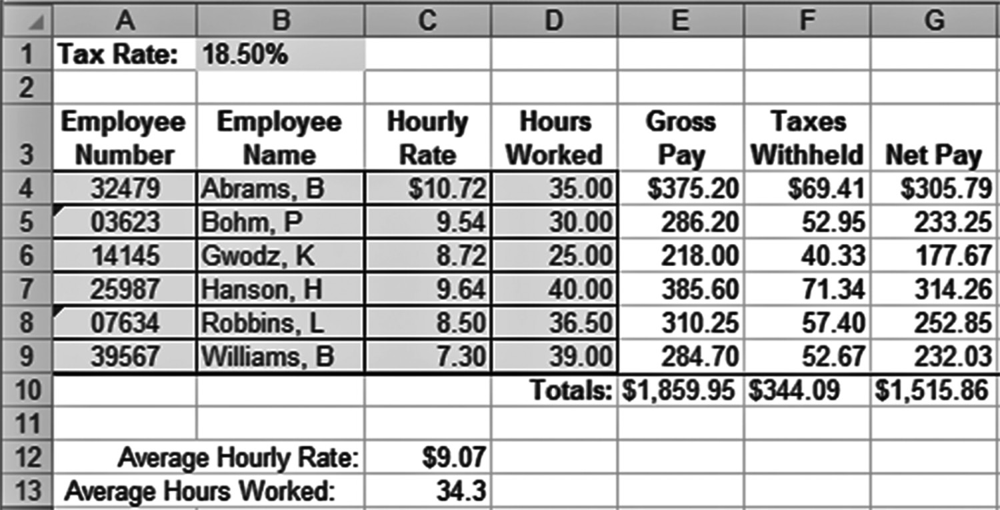 A B C D E F G
1 Tax Rate: 18.50%
2
Employee Employee Hourly Hours Gross Taxes
3 Number Name Rate Worked Pay Withheld Net Pay
4 32479 Abrams, B $10.72 35.00 $375.20 $69.41 $305.79
5 03623 Bohm, P 9.54 30.00 286.20 52.95 233.25
6 14145 Gwodz, K 8.72 25.00 218.00 40.33 177.67
7 25987 Hanson, H 9.64 40.00 385.60 71.34 314.26
8 07634 Robbins, L 8.50 36.50 310.25 57.40 252.85
9 39567 Williams, B 7.30 39.00 284.70 52.67 232.03
10 Totals: $1,859.95 $344.09 $1,515.86
11
12 Average Hourly Rate: $9.07
13 Average Hours Worked: 34.3